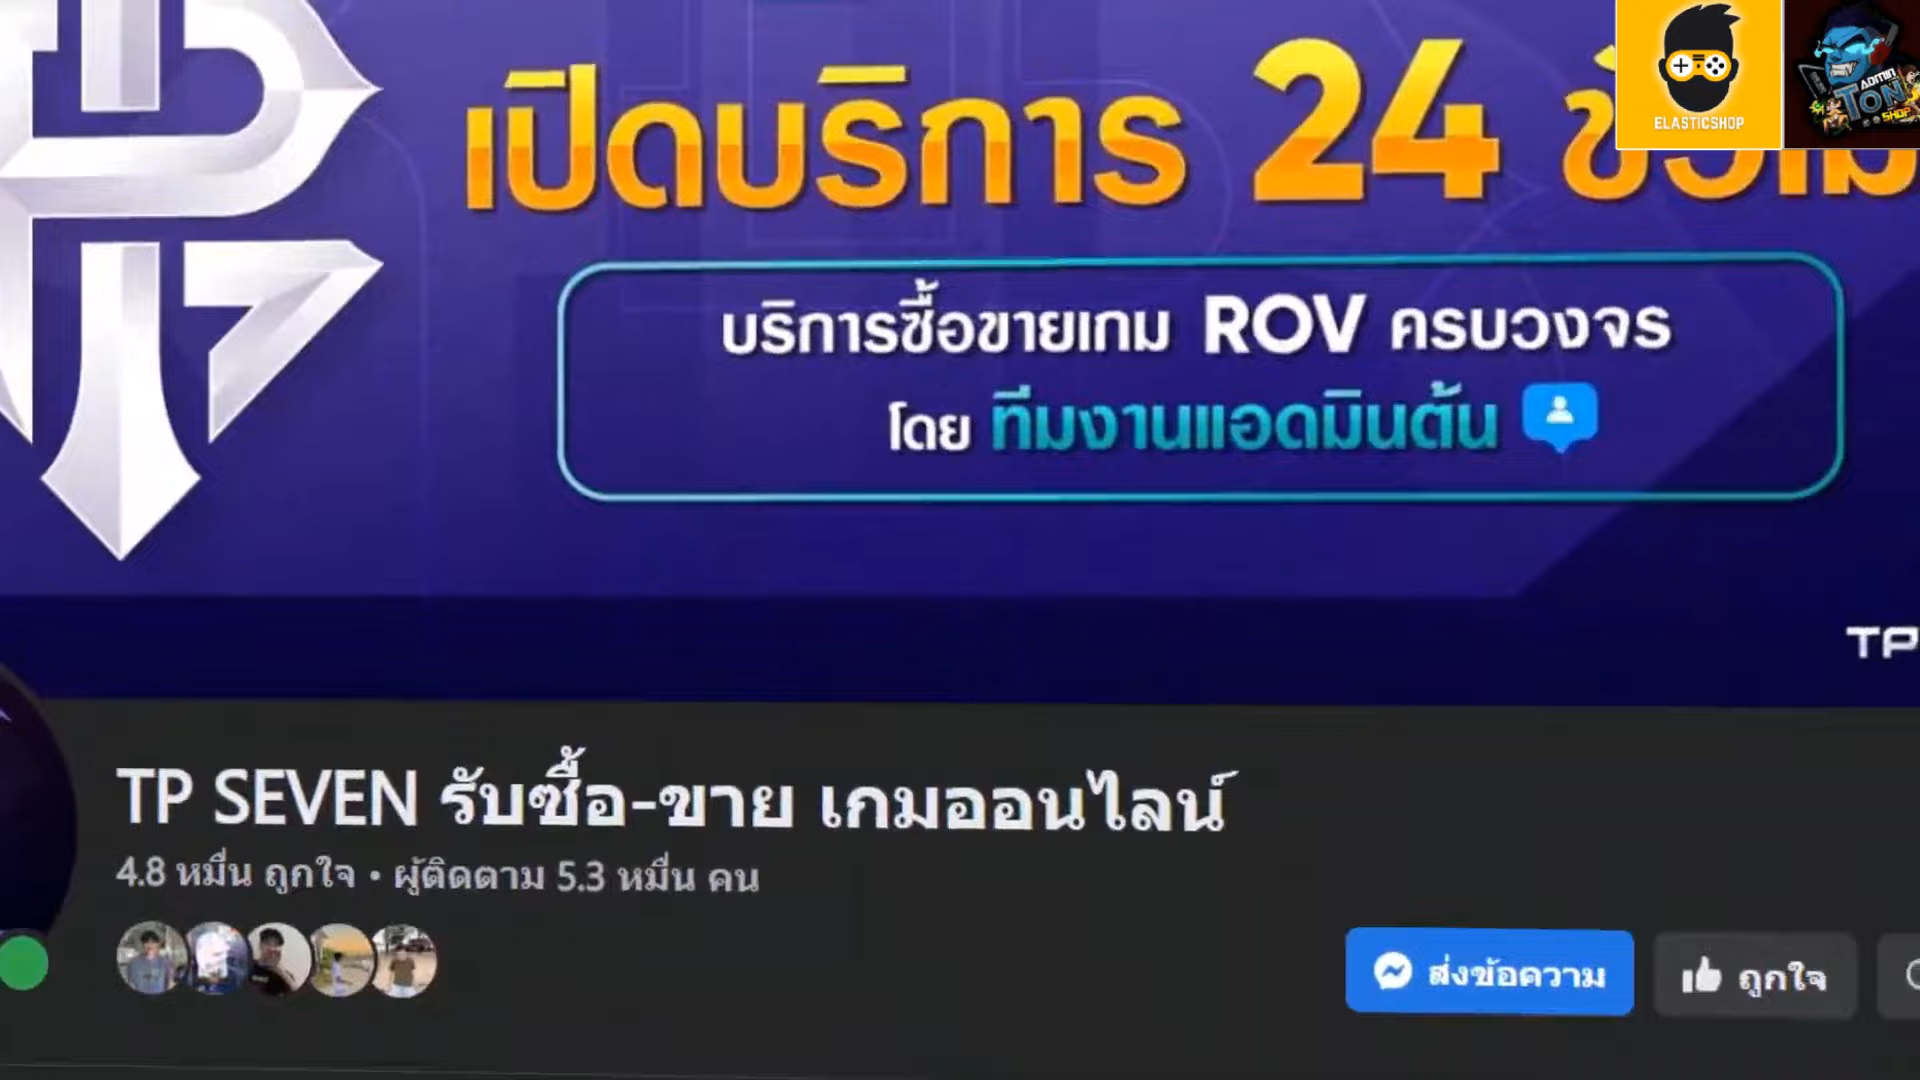 เปิดบริการ 24
ELASTICSHOP
ADMIN
TON
SHOP
บริการซื้อขายเกม ROV ครบวงจร
โดย ทีมงานแอดมินต้น
TP
TP SEVEN รับซื้อ-ขาย เกมออนไลน์
4.8 หมื่น ถูกใจ • ผู้ติดตาม 5.3 หมื่น คน
ส่งข้อความ
ถูกใจ